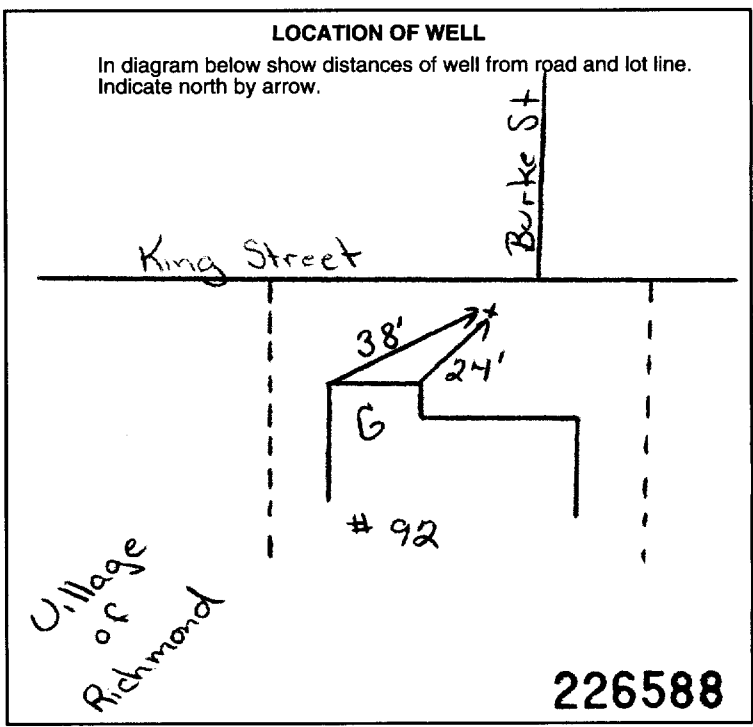 LOCATION OF WELL
In diagram below show distances of well from road and lot line.
Indicate north by arrow.
Burke St
King Street
38'
24'
G
# 92
Village
of
Richmond
226588